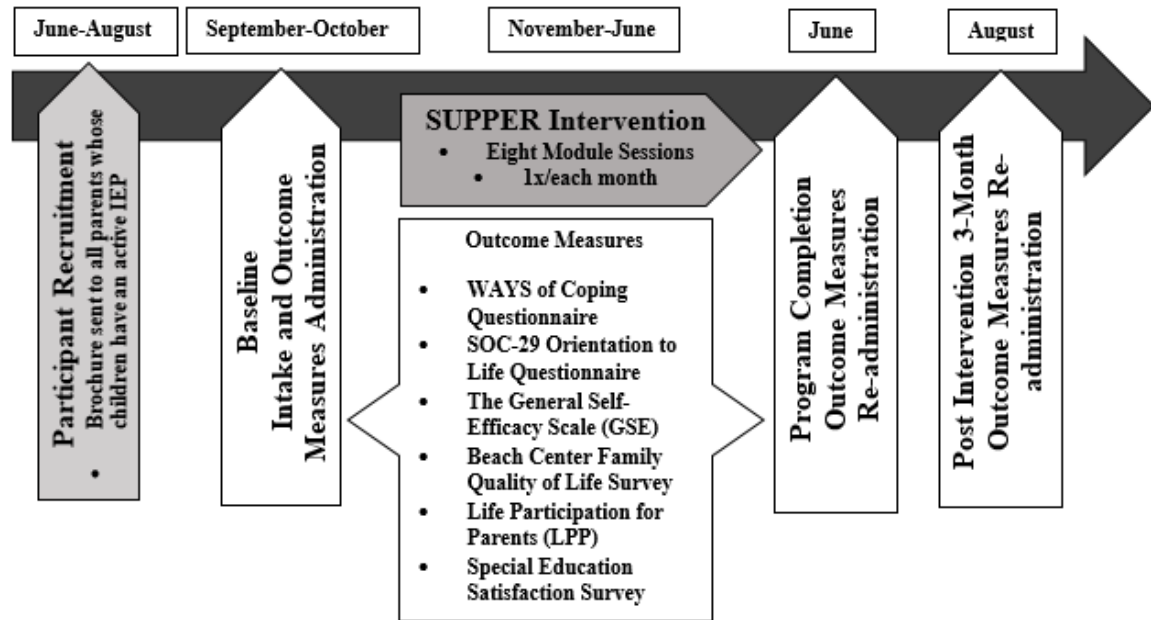 June-August
September-October
November-June
June
August
Participant Recruitment
• Brochure sent to all parents whose
children have an active IEP
Baseline
Intake and Outcome
Measures Administration
SUPPER Intervention
• Eight Module Sessions
• 1x/each month
Outcome Measures
• WAYS of Coping
Questionnaire
• SOC-29 Orientation to
Life Questionnaire
• The General Self-
Efficacy Scale (GSE)
• Beach Center Family
Quality of Life Survey
• Life Participation for
Parents (LPP)
• Special Education
Satisfaction Survey
Program Completion
Outcome Measures
Re-administration
Post Intervention 3-Month
Outcome Measures Re-
administration